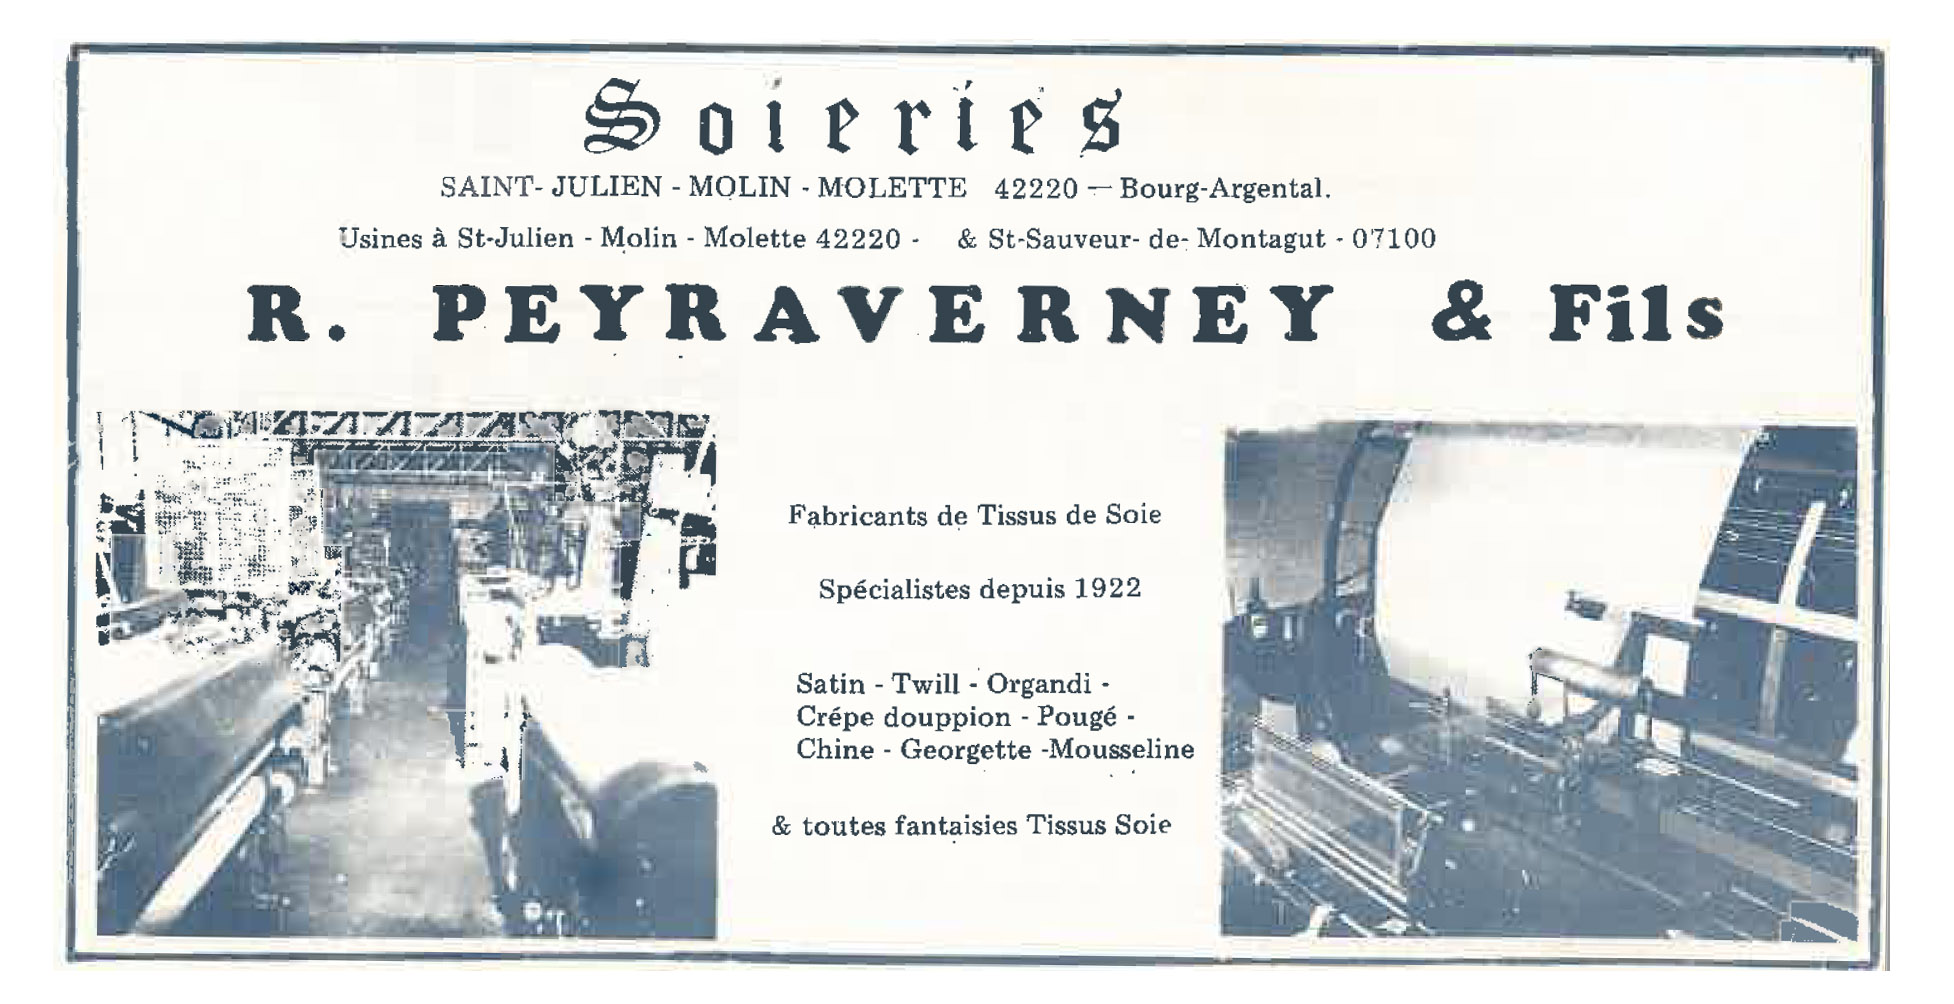 Soieries
SAINT- JULIEN - MOLIN - MOLETTE 42220 — Bourg-Argental.
Usines à St-Julien - Molin - Molette 42220 - & St-Sauveur- de- Montagut - 07100
R. PEYRAVERNEY & Fils
Fabricants de Tissus de Soie
Spécialistes depuis 1922
Satin - Twill - Organdi -
Crépe douppion - Pougé -
Chine - Georgette -Mousseline
& toutes fantaisies Tissus Soie